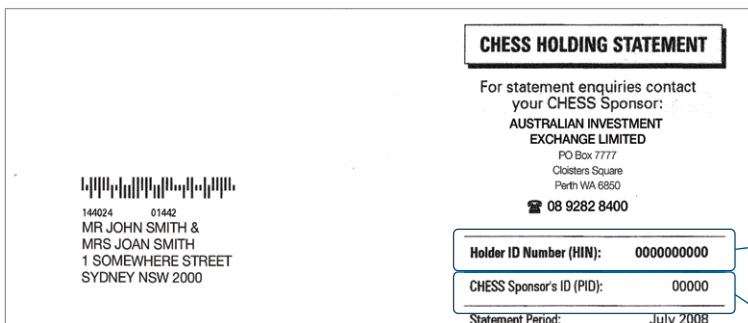 CHESS HOLDING STATEMENT
For statement enquiries contact
your CHESS Sponsor:
AUSTRALIAN INVESTMENT
EXCHANGE LIMITED
PO Box 7777
Cloisters Square
Perth WA 6850
☎ 08 9282 8400
144024 01442
MR JOHN SMITH &
MRS JOAN SMITH
1 SOMEWHERE STREET
SYDNEY NSW 2000
Holder ID Number (HIN): 0000000000
CHESS Sponsor's ID (PID): 00000
Statement Period: July 2008